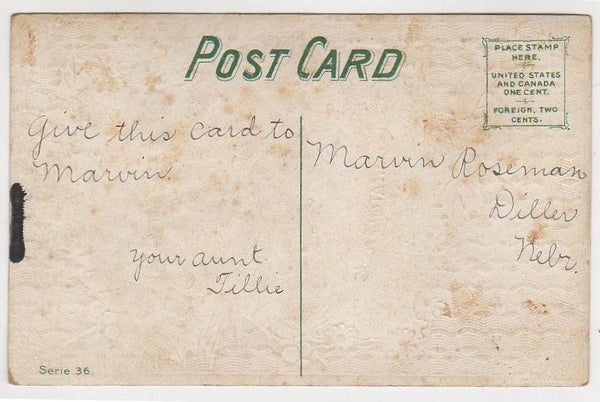 POST CARD
PLACE STAMP
HERE.
UNITED STATES
AND CANADA
ONE CENT.
FOREIGN, TWO
CENTS.
Give this card to
Marvin.
your aunt
Tillie
Marvin Roseman
Diller
Nebr.
Serie 36.